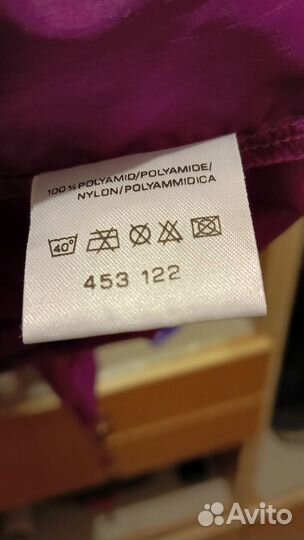 100% POLYAMID/POLYAMIDE/
NYLON/POLYAMMIDICA
40°
453 122
Avito